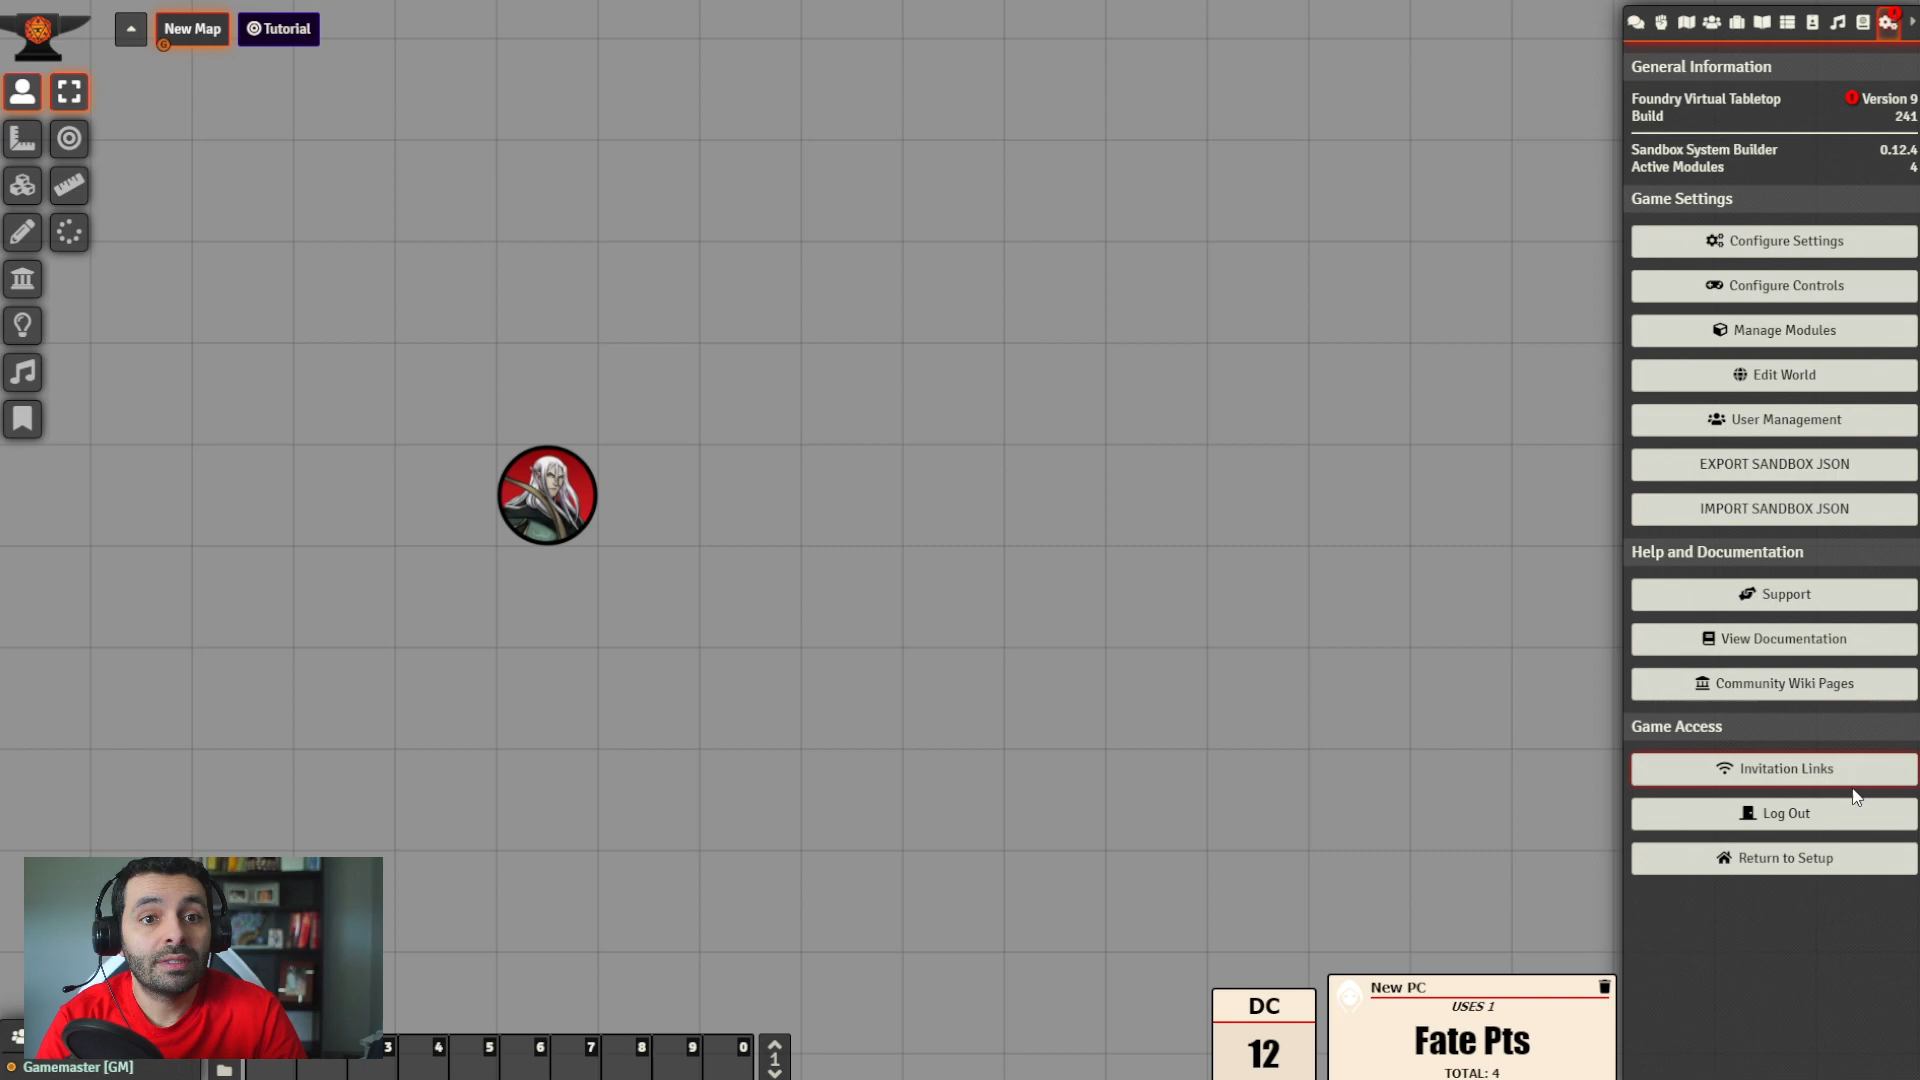 New Map
G
Tutorial
General Information
Foundry Virtual Tabletop Build
Version 9 241
Sandbox System Builder 0.12.4
Active Modules 4
Game Settings
Configure Settings
Configure Controls
Manage Modules
Edit World
User Management
EXPORT SANDBOX JSON
IMPORT SANDBOX JSON
Help and Documentation
Support
View Documentation
Community Wiki Pages
Game Access
Invitation Links
Log Out
Return to Setup
Gamemaster [GM]
3 4 5 6 7 8 9 0
1
DC
12
New PC
USES 1
Fate Pts
TOTAL: 4